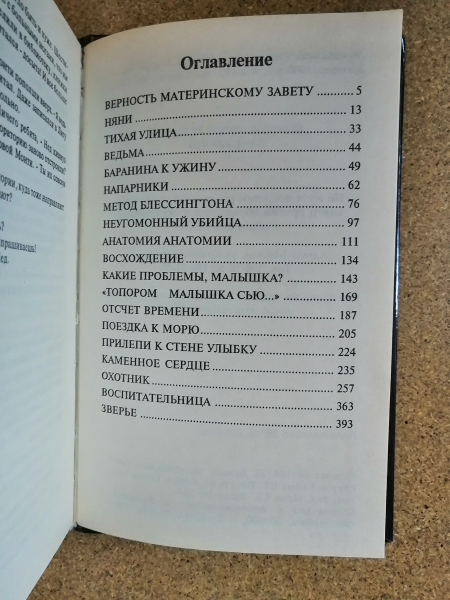 Оглавление
ВЕРНОСТЬ МАТЕРИНСКОМУ ЗАВЕТУ ........... 5
НЯНИ ........... 13
ТИХАЯ УЛИЦА ........... 33
ВЕДЬМА ........... 44
БАРАНИНА К УЖИНУ ........... 49
НАПАРНИКИ ........... 62
МЕТОД БЛЕССИНГТОНА ........... 76
НЕУГОМОННЫЙ УБИЙЦА ........... 97
АНАТОМИЯ АНАТОМИИ ........... 111
ВОСХОЖДЕНИЕ ........... 134
КАКИЕ ПРОБЛЕМЫ, МАЛЫШКА? ........... 143
«ТОПОРОМ МАЛЫШКА СЬЮ...» ........... 169
ОТСЧЕТ ВРЕМЕНИ ........... 187
ПОЕЗДКА К МОРЮ ........... 205
ПРИЛЕПИ К СТЕНЕ УЛЫБКУ ........... 224
КАМЕННОЕ СЕРДЦЕ ........... 235
ОХОТНИК ........... 257
ВОСПИТАТЕЛЬНИЦА ........... 363
ЗВЕРЬЕ ........... 393